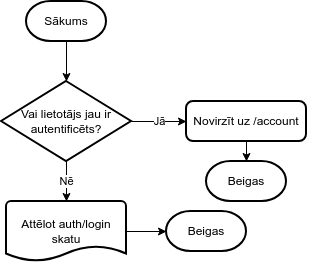 Sākums
Vai lietotājs jau ir
autentificēts?
Jā
Novirzīt uz /account
Beigas
Nē
Attēlot auth/login
skatu
Beigas